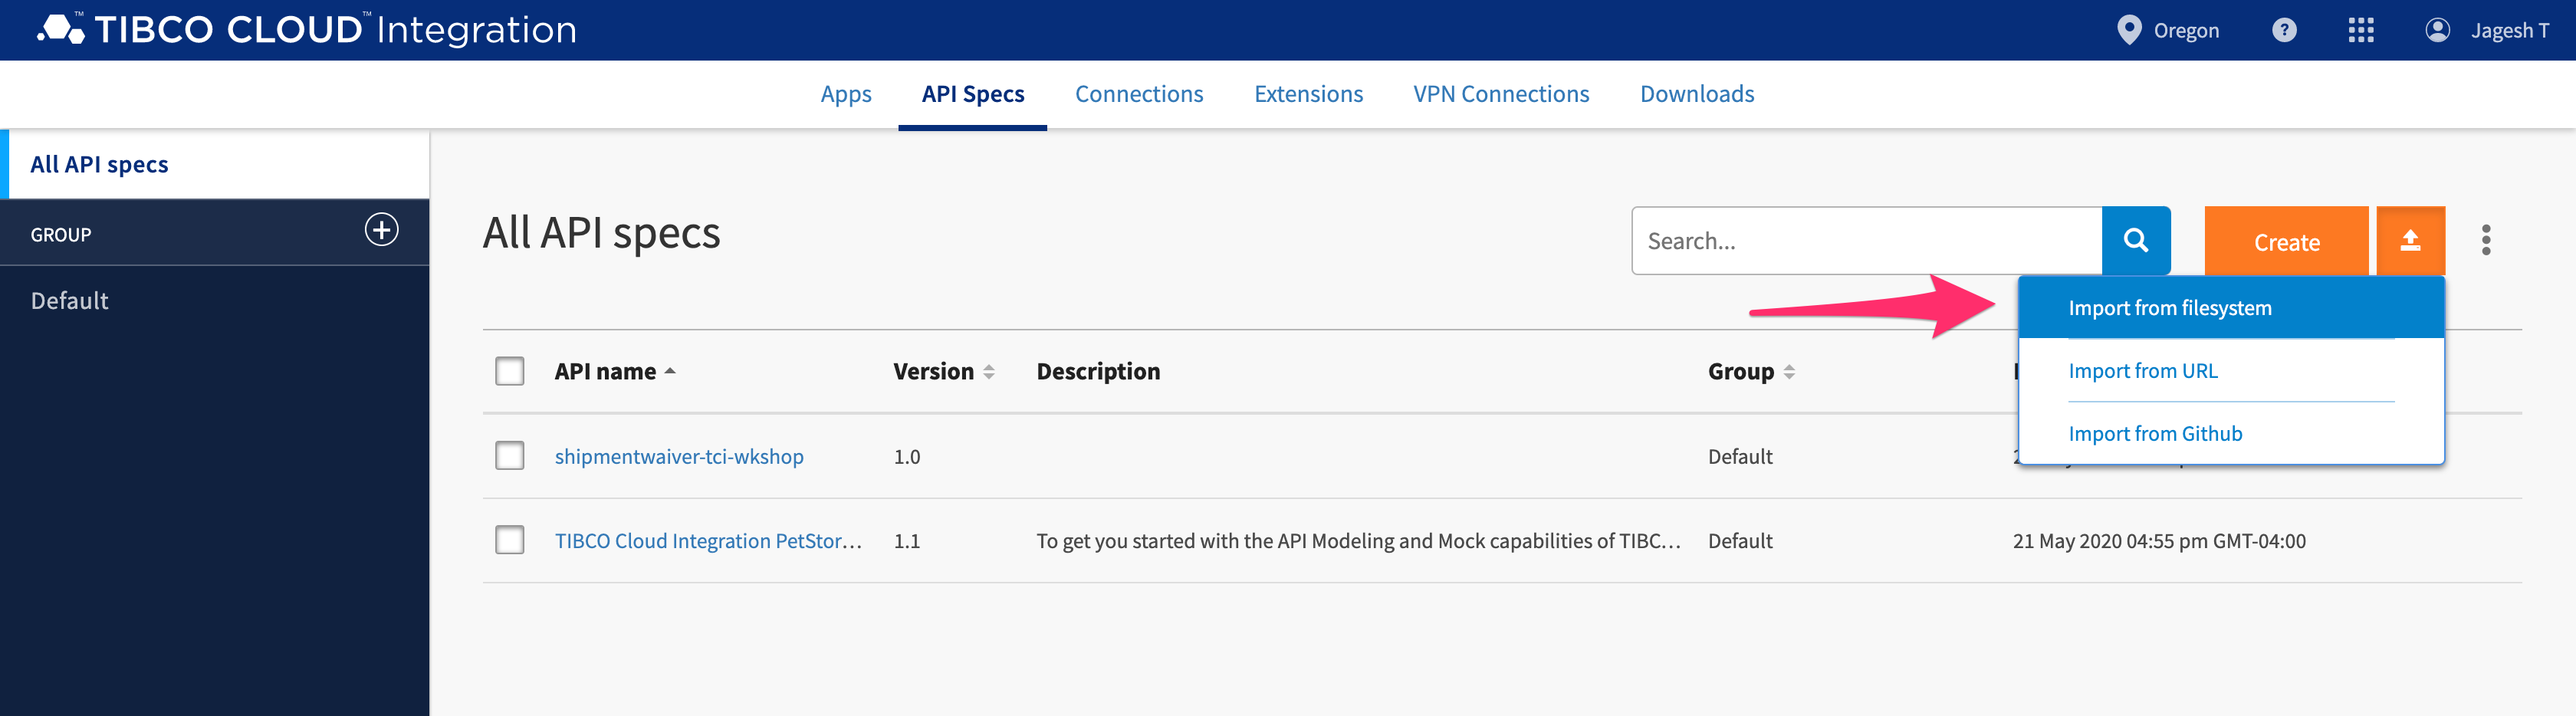 TIBCO CLOUD™ Integration
Oregon
?
Jagesh T
Apps
API Specs
Connections
Extensions
VPN Connections
Downloads
All API specs
GROUP
Default
All API specs
Search...
Create
Import from filesystem
Import from URL
Import from Github
API name
Version
Description
Group
shipmentwaiver-tci-wkshop
1.0
Default
TIBCO Cloud Integration PetStor...
1.1
To get you started with the API Modeling and Mock capabilities of TIBC...
Default
21 May 2020 04:55 pm GMT-04:00